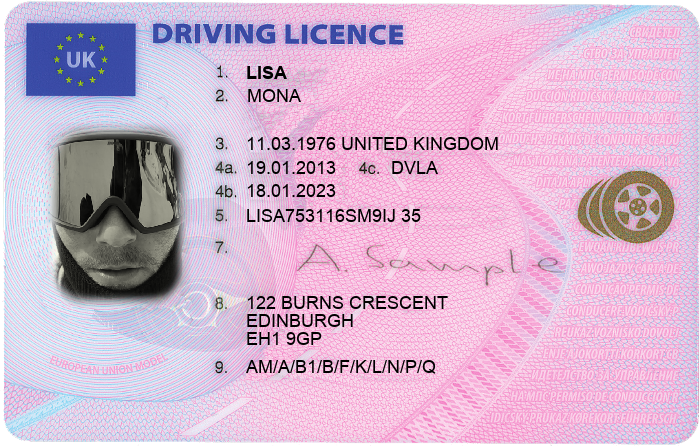 DRIVING LICENCE
UK
1. LISA
2. MONA
3. 11.03.1976 UNITED KINGDOM
4a. 19.01.2013 4c. DVLA
4b. 18.01.2023
5. LISA753116SM9IJ 35
7. A. Sample
8. 122 BURNS CRESCENT
EDINBURGH
EH1 9GP
EUROPEAN UNION MODEL
9. AM/A/B1/B/F/K/L/N/P/Q